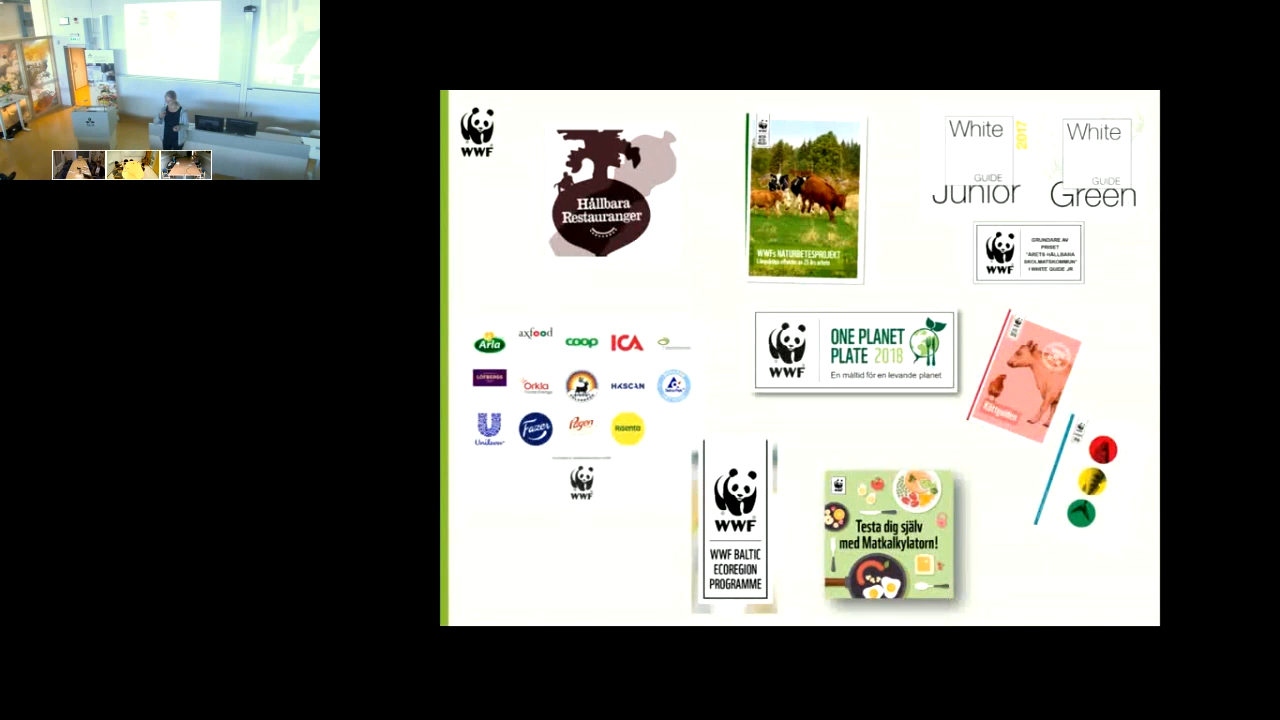 WWF
Hållbara
Restauranger
WWFs NATURBETESPROJEKT
White
GUIDE
Junior
2017
White
GUIDE
Green
WWF
GRUNDARE AV
PRISET
"ÅRETS HÅLLBARA
SKOLMATSKOMMUN"
I WHITE GUIDE JR
Arla
axfood
coop
ICA
LÖFBERGS
Orkla
HKSCAN
Unilever
Fazer
Pågen
Risenta
WWF
WWF
ONE PLANET
PLATE 2018
En måltid för en levande planet
Köttguiden
WWF
WWF BALTIC
ECOREGION
PROGRAMME
Testa dig själv
med Matkalkylatorn!